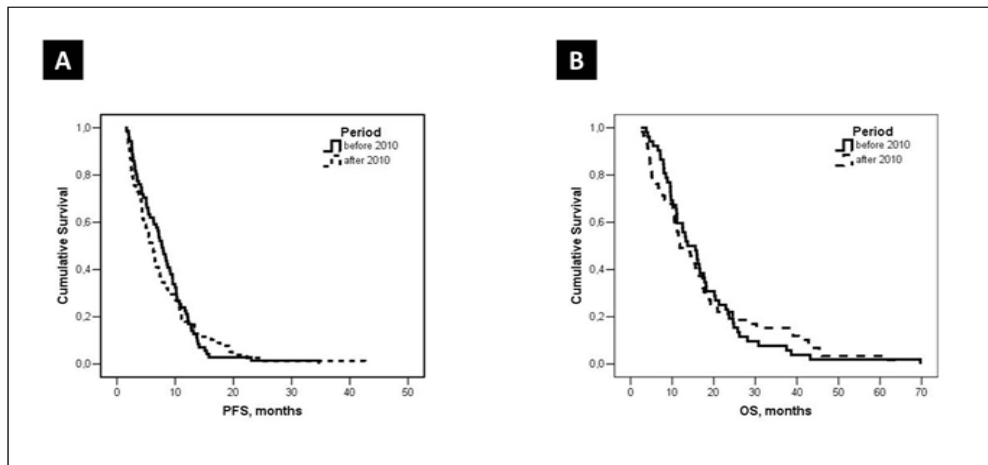 A
Period
before 2010
after 2010
1,0
0,8
0,6
0,4
0,2
0,0
Cumulative Survival
0 10 20 30 40 50
PFS, months
B
Period
before 2010
after 2010
1,0
0,8
0,6
0,4
0,2
0,0
Cumulative Survival
0 10 20 30 40 50 60 70
OS, months